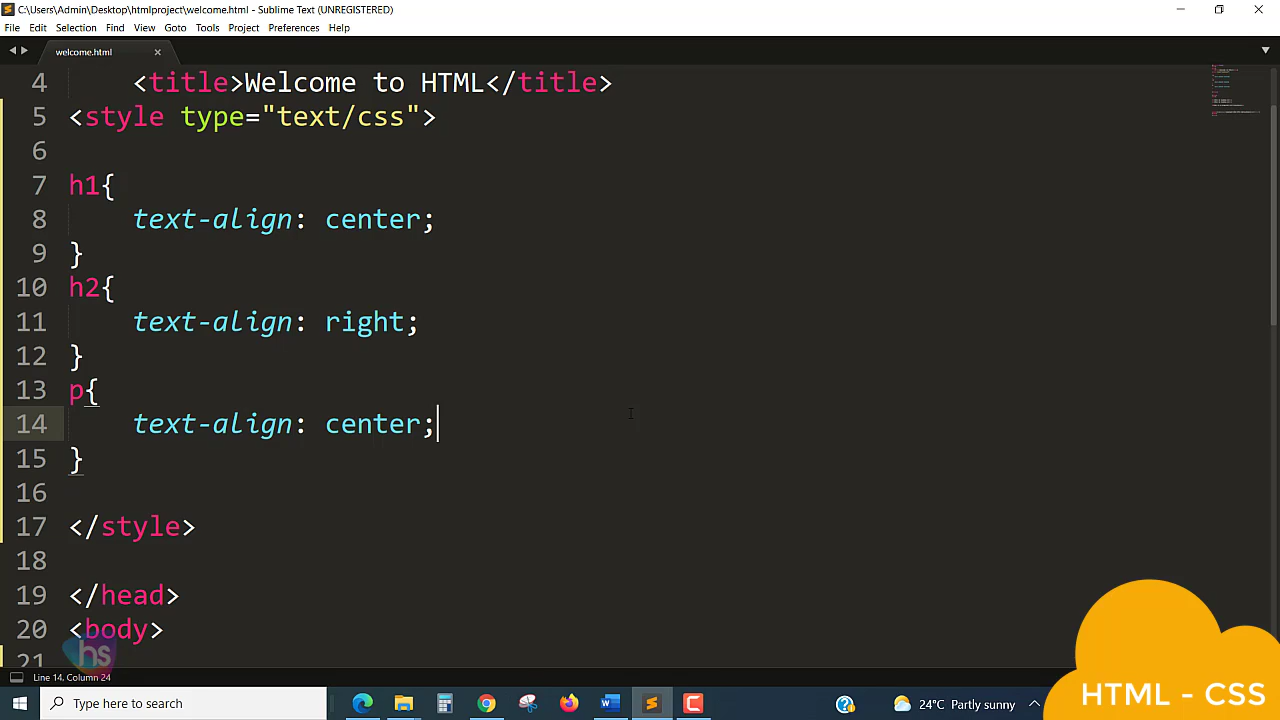 C:\Users\Admin\Desktop\htmlproject\welcome.html - Sublime Text (UNREGISTERED)
File Edit Selection Find View Goto Tools Project Preferences Help
welcome.html
4 <title>Welcome to HTML</title>
5 <style type="text/css">
6
7 h1{
8 text-align: center;
9 }
10 h2{
11 text-align: right;
12 }
13 p{
14 text-align: center;
15 }
16
17 </style>
18
19 </head>
20 <body>
21
hs
Line 14, Column 24
Type here to search
24°C Partly sunny
HTML - CSS